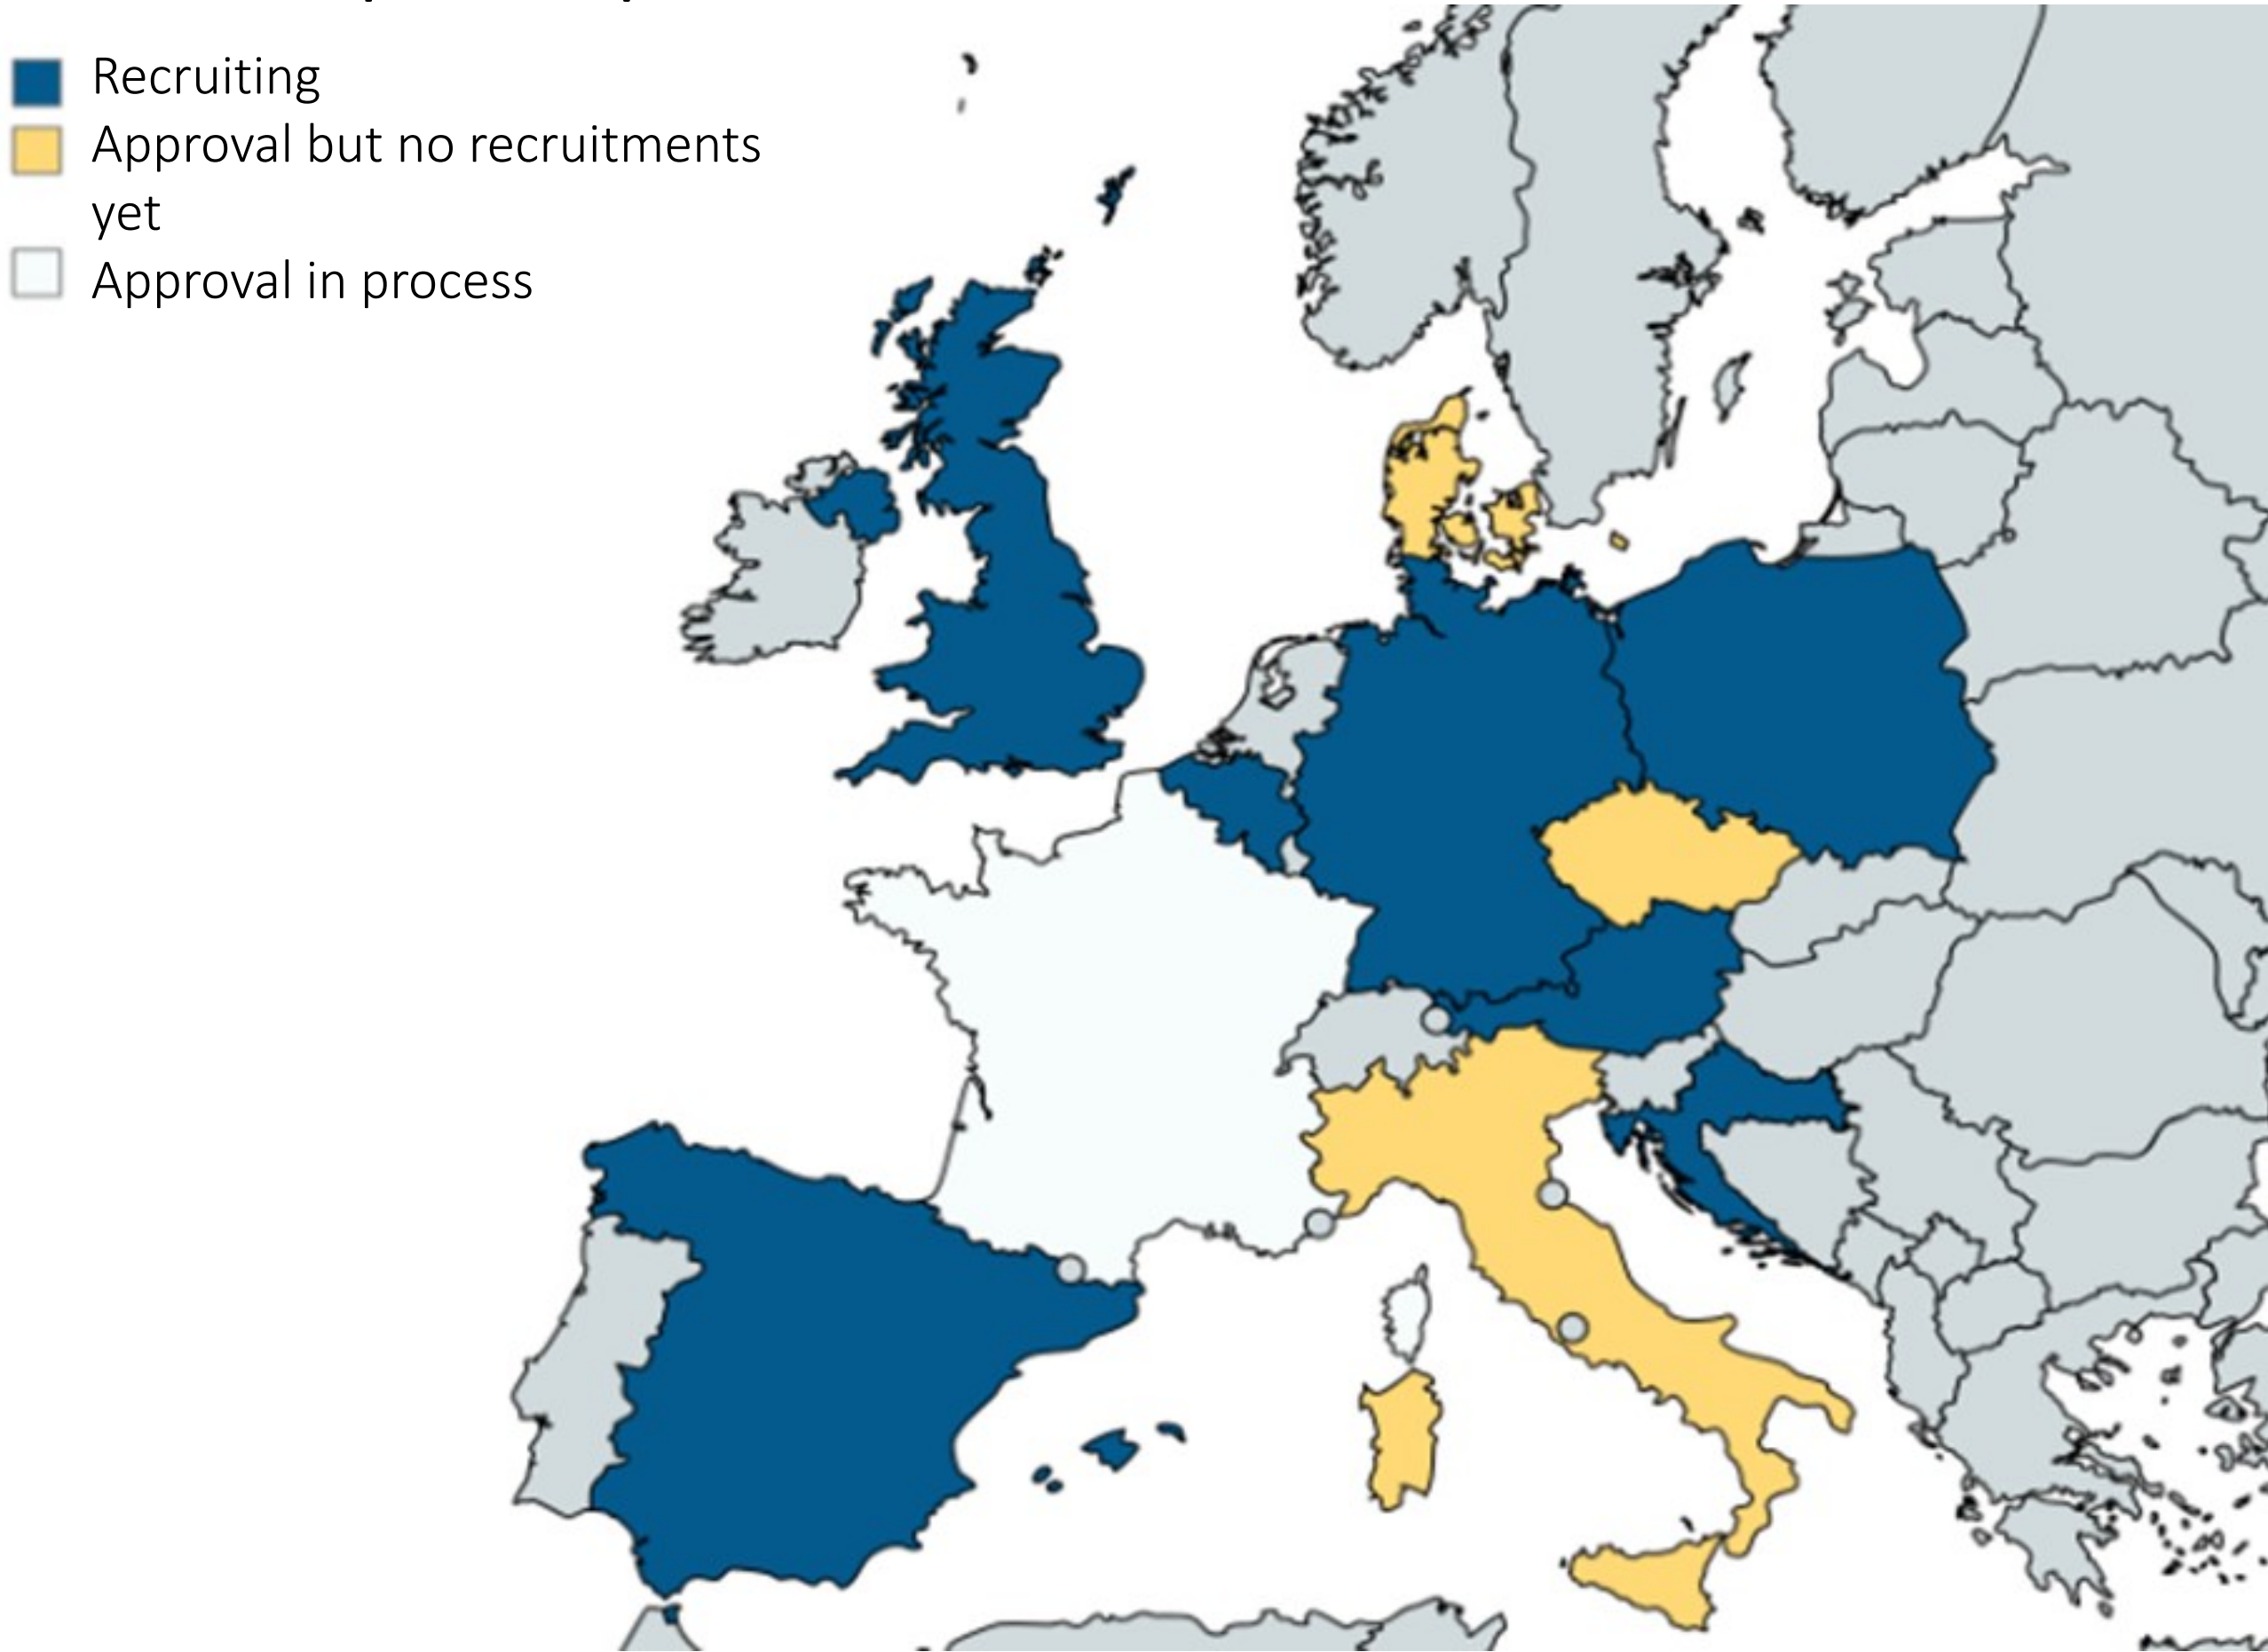 Recruiting
Approval but no recruitments
yet
Approval in process